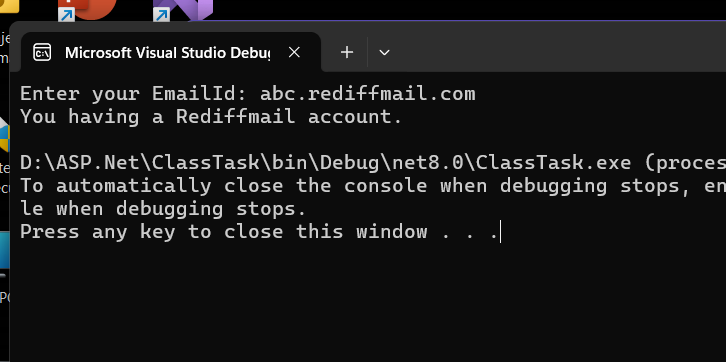 Microsoft Visual Studio Debug
Enter your EmailId: abc.rediffmail.com
You having a Rediffmail account.
D:\ASP.Net\ClassTask\bin\Debug\net8.0\ClassTask.exe (proces
To automatically close the console when debugging stops, en
le when debugging stops.
Press any key to close this window . . .